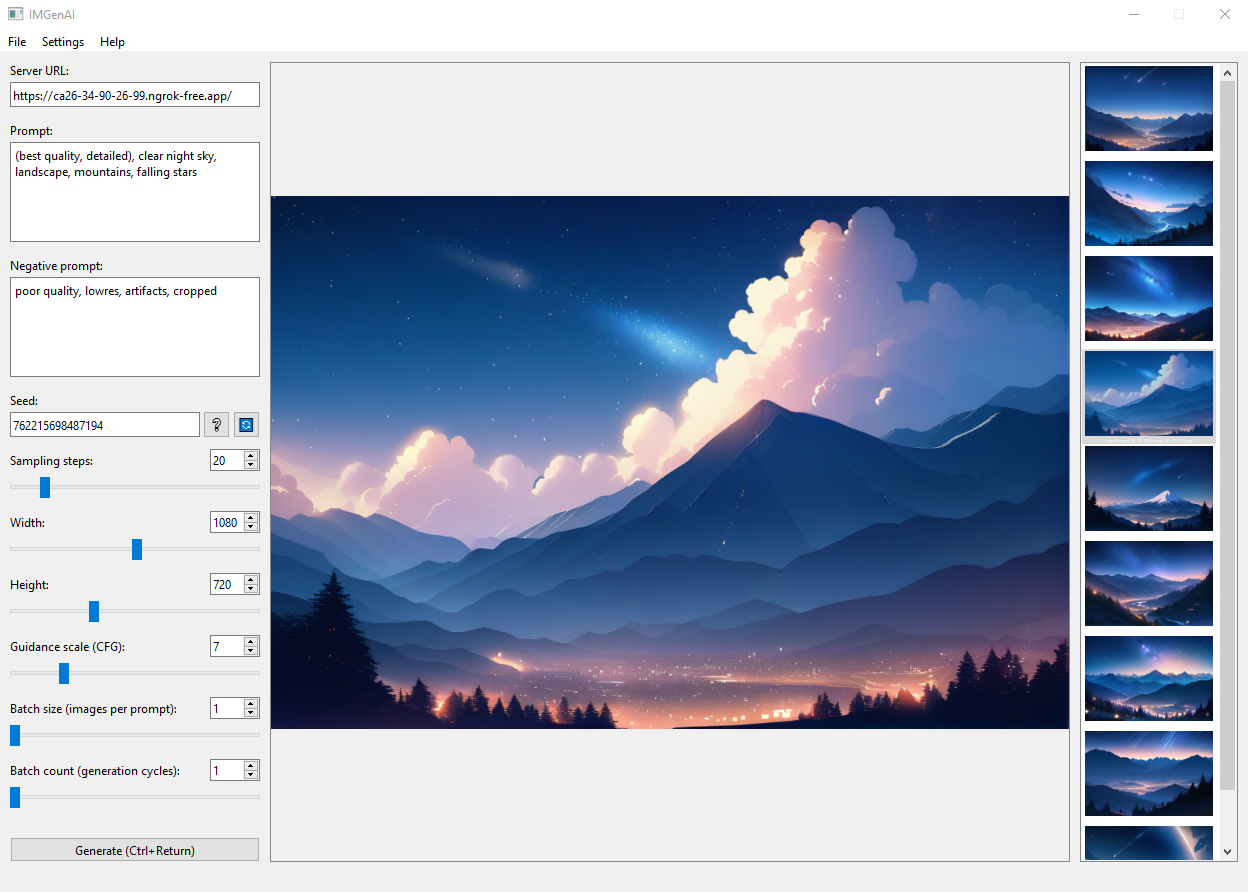 IMGenAI
File Settings Help
Server URL:
https://ca26-34-90-26-99.ngrok-free.app/
Prompt:
(best quality, detailed), clear night sky,
landscape, mountains, falling stars
Negative prompt:
poor quality, lowres, artifacts, cropped
Seed:
762215698487194
?
Sampling steps:
20
Width:
1080
Height:
720
Guidance scale (CFG):
7
Batch size (images per prompt):
1
Batch count (generation cycles):
1
Generate (Ctrl+Return)